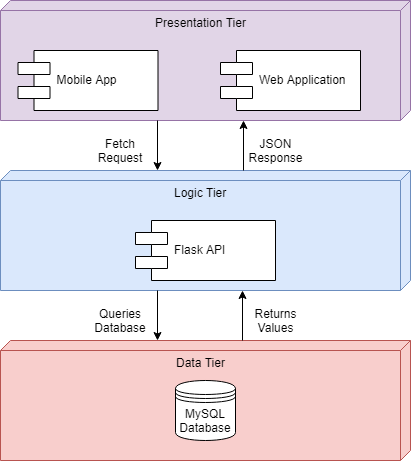 Presentation Tier
Mobile App
Web Application
Fetch
Request
JSON
Response
Logic Tier
Flask API
Queries
Database
Returns
Values
Data Tier
MySQL
Database